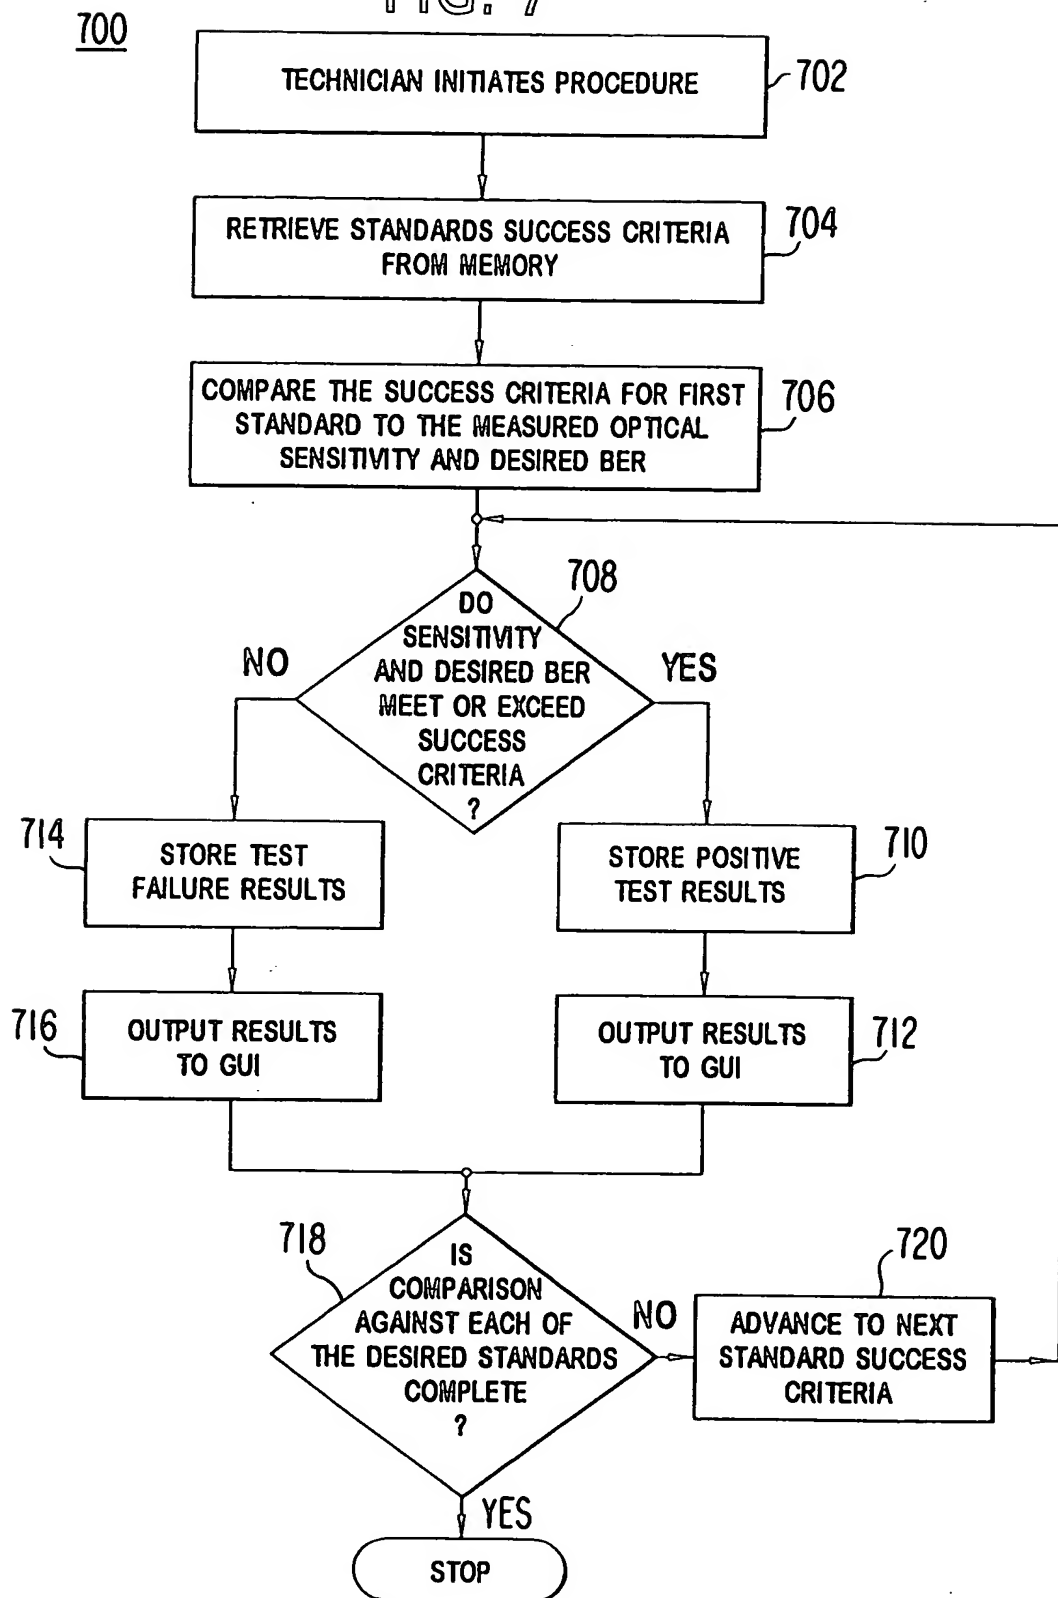 FIG. 7
700
TECHNICIAN INITIATES PROCEDURE
702
RETRIEVE STANDARDS SUCCESS CRITERIA
FROM MEMORY
704
COMPARE THE SUCCESS CRITERIA FOR FIRST
STANDARD TO THE MEASURED OPTICAL
SENSITIVITY AND DESIRED BER
706
708
DO
SENSITIVITY
AND DESIRED BER
MEET OR EXCEED
SUCCESS
CRITERIA
?
NO
YES
714
STORE TEST
FAILURE RESULTS
STORE POSITIVE
TEST RESULTS
710
716
OUTPUT RESULTS
TO GUI
OUTPUT RESULTS
TO GUI
712
718
IS
COMPARISON
AGAINST EACH OF
THE DESIRED STANDARDS
COMPLETE
?
NO
720
ADVANCE TO NEXT
STANDARD SUCCESS
CRITERIA
YES
STOP